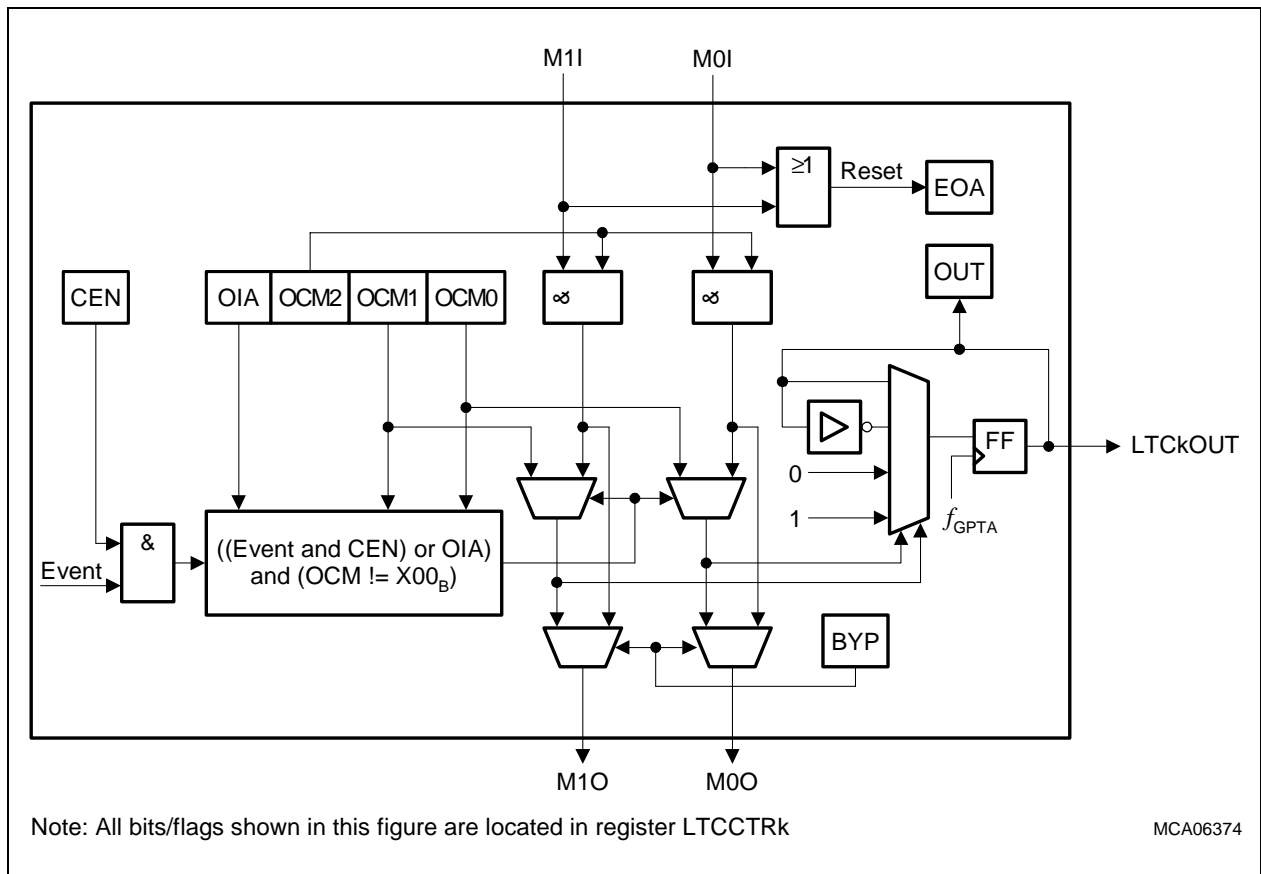 M1I M0I
≥1
Reset
EOA
OUT
CEN
OIA OCM2 OCM1 OCM0
&
&
FF
LTCkOUT
0
1
fGPTA
&
Event
((Event and CEN) or OIA)
and (OCM != X00B)
BYP
M1O M0O
Note: All bits/flags shown in this figure are located in register LTCCTRk
MCA06374